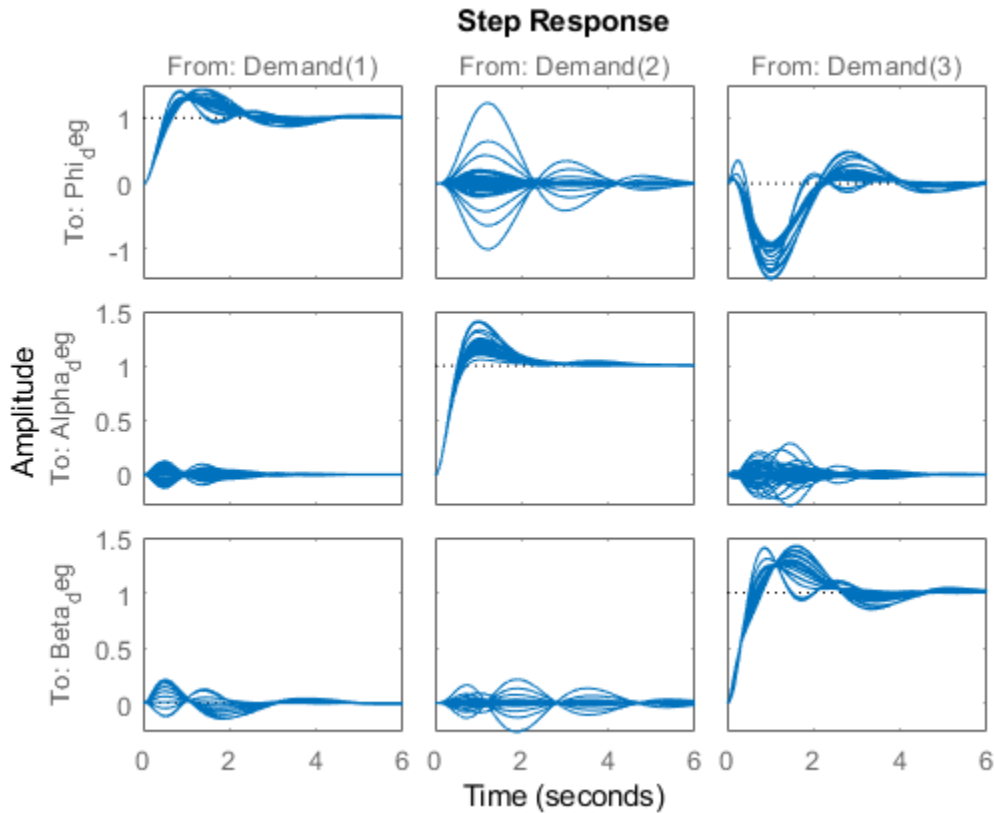 Step Response
From: Demand(1)
From: Demand(2)
From: Demand(3)
Amplitude
To: Phi_deg
1
0
-1
To: Alpha_deg
1.5
1
0.5
0
To: Beta_deg
1.5
1
0.5
0
0 2 4 6
0 2 4 6
0 2 4 6
Time (seconds)